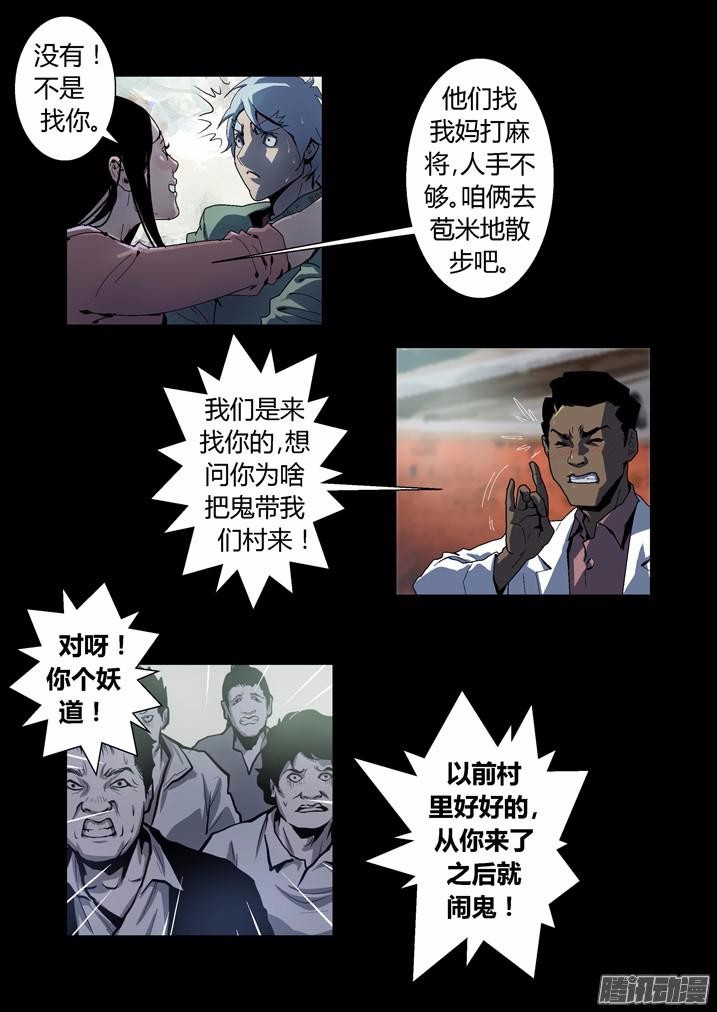 没有！
不是
找你。
他们找
我妈打麻
将，人手不
够。咱俩去
苞米地散
步吧。
我们是来
找你的，想
问你为啥
把鬼带我
们村来！
对呀！
你个妖
道！
以前村
里好好的，
从你来了
之后就
闹鬼！
腾讯动漫